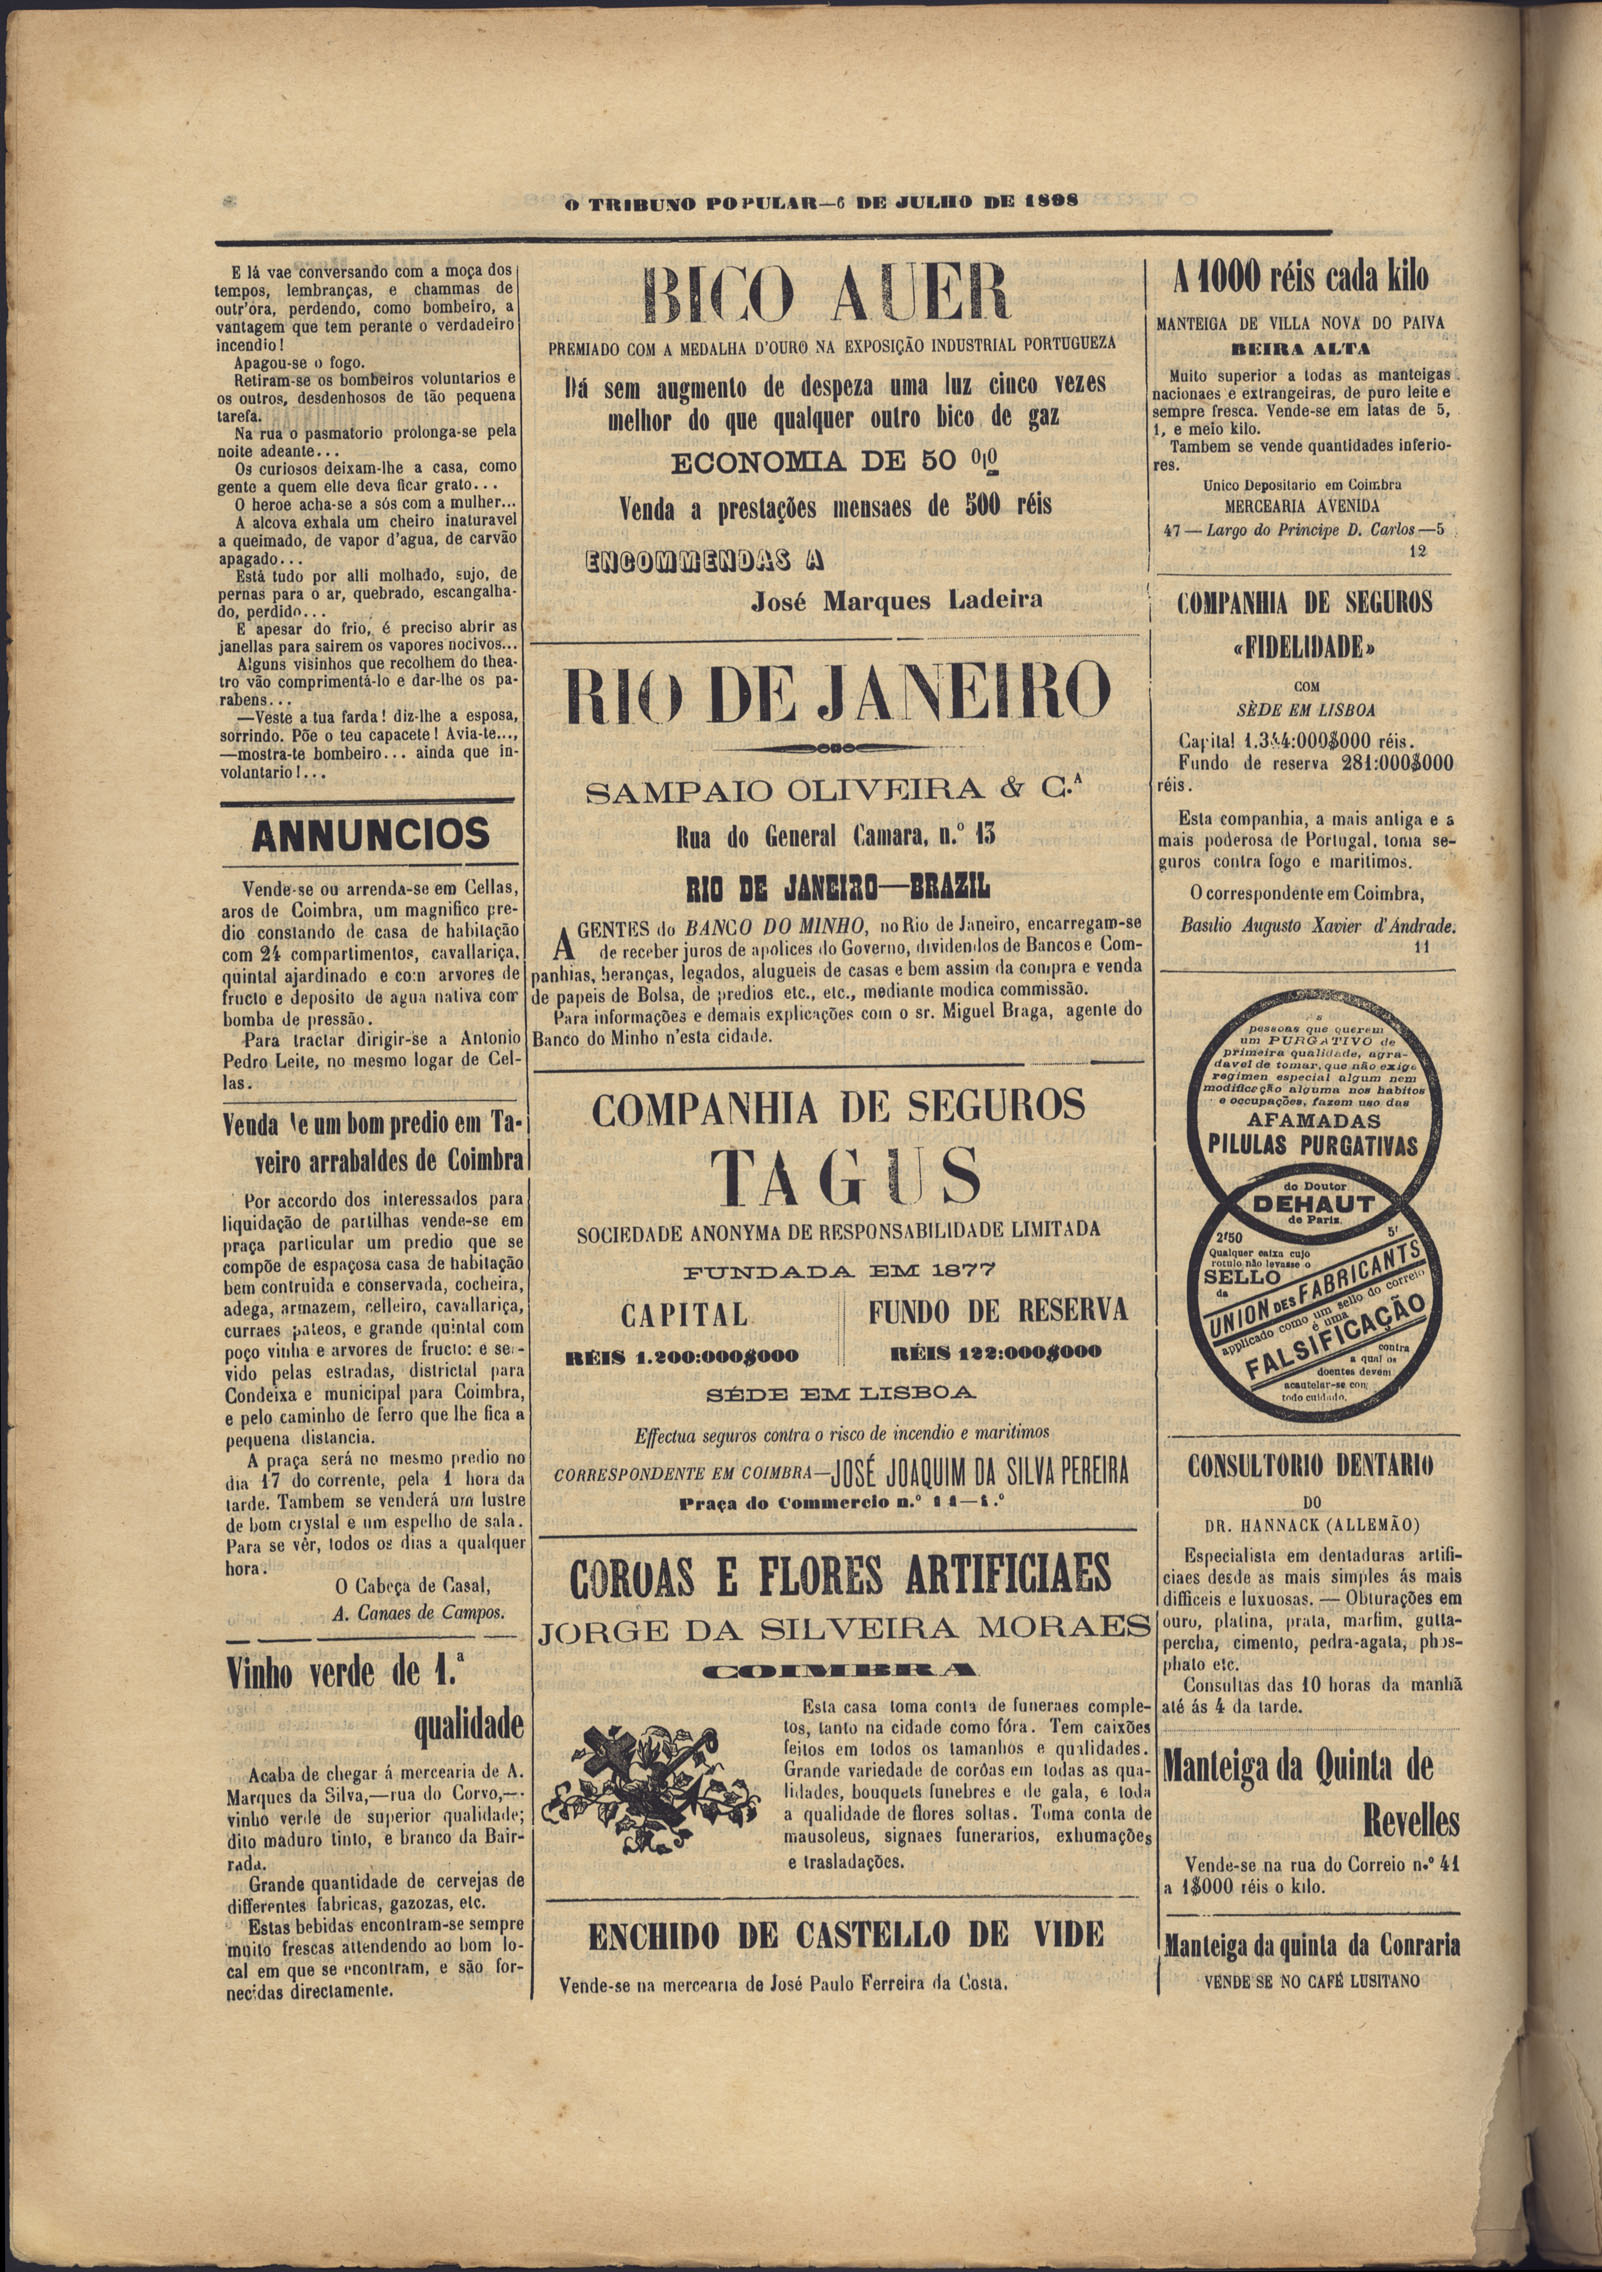 O TRIBUNO POPULAR—6 DE JULHO DE 1898
E lá vae conversando com a moça dos
tempos, lembranças, e chammas de
outr'óra, perdendo, como bombeiro, a
vantagem que tem perante o verdadeiro
incendio!
Apagou-se o fogo.
Retiram-se os bombeiros voluntarios e
os outros, desdenhosos de tão pequena
tarefa.
Na rua o pasmatorio prolonga-se pela
noite adeante...
Os curiosos deixam-lhe a casa, como
gente a quem elle deva ficar grato...
O heroe acha-se a sós com a mulher...
A alcova exhala um cheiro inaturavel
a queimado, de vapor d'agua, de carvão
apagado...
Está tudo por alli molhado, sujo, de
pernas para o ar, quebrado, escangalha-
do, perdido...
E apesar do frio, é preciso abrir as
janellas para sairem os vapores nocivos...
Alguns visinhos que recolhem do thea-
tro vão comprimentá-lo e dar-lhe os pa-
rabens...
—Veste a tua farda! diz-lhe a esposa,
sorrindo. Põe o teu capacete! Avia-te...,
—mostra-te bombeiro... ainda que in-
voluntario!...
ANNUNCIOS
Vende-se ou arrenda-se em Cellas,
aros de Coimbra, um magnifico pre-
dio constando de casa de habitação
com 24 compartimentos, cavallariça,
quintal ajardinado e com arvores de
fructo e deposito de agua nativa com
bomba de pressão.
Para tractar dirigir-se a Antonio
Pedro Leite, no mesmo logar de Cel-
las.
Venda de um bom predio em Ta-
veiro arrabaldes de Coimbra
Por accordo dos interessados para
liquidação de partilhas vende-se em
praça particular um predio que se
compõe de espaçosa casa de habitação
bem contruida e conservada, cocheira,
adega, armazem, celleiro, cavallariça,
curraes pateos, e grande quintal com
poço vinha e arvores de fructo: e ser-
vido pelas estradas, districtal para
Condeixa e municipal para Coimbra,
e pelo caminho de ferro que lhe fica a
pequena distancia.
A praça será no mesmo predio no
dia 17 do corrente, pela 1 hora da
tarde. Tambem se venderá um lustre
de bom crystal e um espelho de sala.
Para se vêr, todos os dias a qualquer
hora.
O Cabeça de Casal,
A. Canaes de Campos.
Vinho verde de 1.ª
qualidade
Acaba de chegar á mercearia de A.
Marques da Silva,—rua do Corvo,—
vinho verde de superior qualidade;
dito maduro tinto, e branco da Bair-
rada.
Grande quantidade de cervejas de
differentes fabricas, gazozas, etc.
Estas bebidas encontram-se sempre
muito frescas attendendo ao bom lo-
cal em que se encontram, e são for-
necidas directamente.
BICO AUER
PREMIADO COM A MEDALHA D'OURO NA EXPOSIÇÃO INDUSTRIAL PORTUGUEZA
Dá sem augmento de despeza uma luz cinco vezes
melhor do que qualquer outro bico de gaz
ECONOMIA DE 50 0|0
Venda a prestações mensaes de 500 réis
ENCOMMENDAS A
José Marques Ladeira
RIO DE JANEIRO
SAMPAIO OLIVEIRA & C.ª
Rua do General Camara, n.º 13
RIO DE JANEIRO—BRAZIL
AGENTES do BANCO DO MINHO, no Rio de Janeiro, encarregam-se
de receber juros de apolices do Governo, dividendos de Bancos e Com-
panhias, heranças, legados, alugueis de casas e bem assim da compra e venda
de papeis de Bolsa, de predios etc., etc., mediante modica commissão.
Para informações e demais explicações com o sr. Miguel Braga, agente do
Banco do Minho n'esta cidade.
COMPANHIA DE SEGUROS
TAGUS
SOCIEDADE ANONYMA DE RESPONSABILIDADE LIMITADA
FUNDADA EM 1877
CAPITAL
RÉIS 1.200:000$000
FUNDO DE RESERVA
RÉIS 122:000$000
SÉDE EM LISBOA
Effectua seguros contra o risco de incendio e maritimos
CORRESPONDENTE EM COIMBRA—JOSÉ JOAQUIM DA SILVA PEREIRA
Praça do Commercio n.º 14—1.º
COROAS E FLORES ARTIFICIAES
JORGE DA SILVEIRA MORAES
COIMBRA
Esta casa toma conta de funeraes comple-
tos, tanto na cidade como fóra. Tem caixões
feitos em todos os tamanhos e qualidades.
Grande variedade de corôas em todas as qua-
lidades, bouquets funebres e de gala, e toda
a qualidade de flores soltas. Toma conta de
mausoleus, signaes funerarios, exhumações
e trasladações.
ENCHIDO DE CASTELLO DE VIDE
Vende-se na mercearia de José Paulo Ferreira da Costa.
A 1000 réis cada kilo
MANTEIGA DE VILLA NOVA DO PAIVA
BEIRA ALTA
Muito superior a todas as manteigas
nacionaes e extrangeiras, de puro leite e
sempre fresca. Vende-se em latas de 5,
1, e meio kilo.
Tambem se vende quantidades inferio-
res.
Unico Depositario em Coimbra
MERCEARIA AVENIDA
47—Largo do Principe D. Carlos—5
12
COMPANHIA DE SEGUROS
«FIDELIDADE»
COM
SÈDE EM LISBOA
Capital 1.344:000$000 réis.
Fundo de reserva 281:000$000
réis.
Esta companhia, a mais antiga e a
mais poderosa de Portugal, toma se-
guros contra fogo e maritimos.
O correspondente em Coimbra,
Basilio Augusto Xavier d'Andrade.
11
pessoas que querem
um PURGATIVO de
primeira qualidade, agra-
davel de tomar, que não exige
regimen especial algum nem
modificação alguma nos habitos
e occupações, fazem uso das
AFAMADAS
PILULAS PURGATIVAS
do Doutor
DEHAUT
de Pariz.
2f50
5f
Qualquer caixa cujo
rotulo não levasse o
SELLO
da
UNION DES FABRICANTS
applicado como um sello do correio
é uma
FALSIFICAÇÃO
contra
a qual os
doentes devem
acautelar-se com
todo cuidado.
CONSULTORIO DENTARIO
DO
DR. HANNACK (ALLEMÃO)
Especialista em dentaduras artifi-
ciaes desde as mais simples ás mais
difficeis e luxuosas. — Obturações em
ouro, platina, prata, marfim, gutta-
percha, cimento, pedra-agata, phos-
phato etc.
Consultas das 10 horas da manhã
até ás 4 da tarde.
Manteiga da Quinta de
Revelles
Vende-se na rua do Correio n.º 41
a 1$000 réis o kilo.
Manteiga da quinta da Conraria
VENDE SE NO CAFÉ LUSITANO